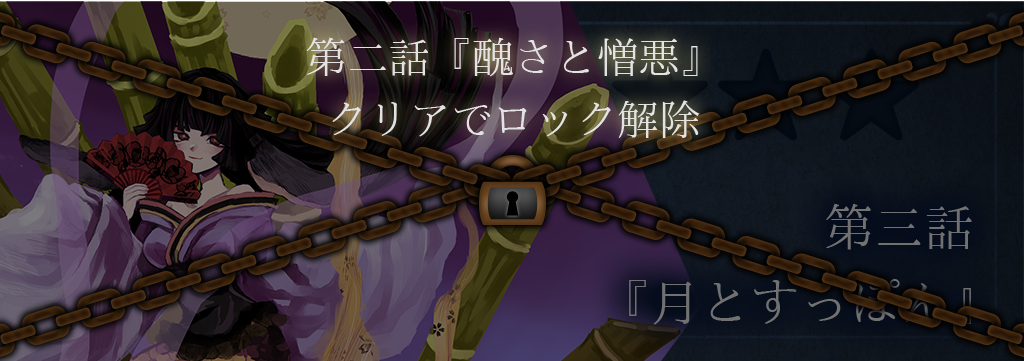 第二話『醜さと憎悪』
クリアでロック解除
第三話
『月とすっぽん』